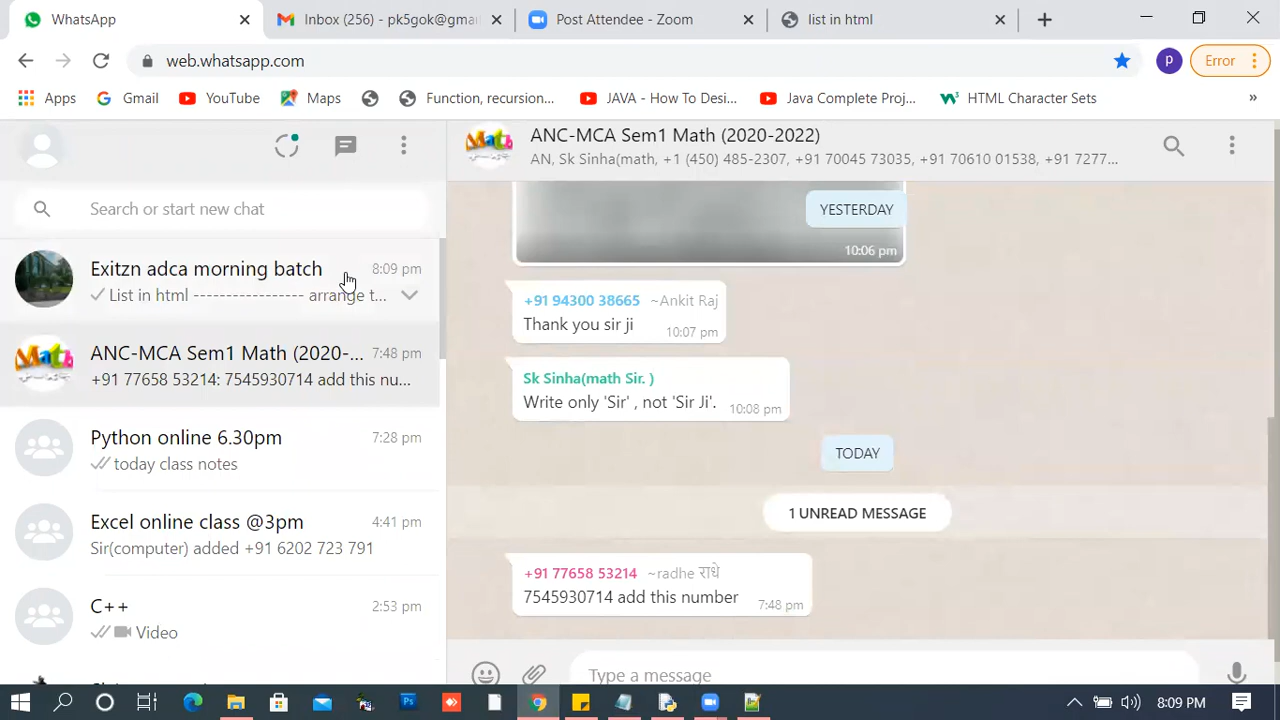 WhatsApp
Inbox (256) - pk5gok@gmai
Post Attendee - Zoom
list in html
web.whatsapp.com
p
Error
Apps
Gmail
YouTube
Maps
Function, recursion...
JAVA - How To Desi...
Java Complete Proj...
HTML Character Sets
»
ANC-MCA Sem1 Math (2020-2022)
AN, Sk Sinha(math, +1 (450) 485-2307, +91 70045 73035, +91 70610 01538, +91 7277...
Search or start new chat
Exitzn adca morning batch 8:09 pm
List in html ----------------- arrange t...
ANC-MCA Sem1 Math (2020-... 7:48 pm
+91 77658 53214: 7545930714 add this nu...
Python online 6.30pm 7:28 pm
today class notes
Excel online class @3pm 4:41 pm
Sir(computer) added +91 6202 723 791
C++ 2:53 pm
Video
YESTERDAY
10:06 pm
+91 94300 38665 ~Ankit Raj
Thank you sir ji 10:07 pm
Sk Sinha(math Sir. )
Write only 'Sir' , not 'Sir Ji'. 10:08 pm
TODAY
1 UNREAD MESSAGE
+91 77658 53214 ~radhe राधे
7545930714 add this number 7:48 pm
Type a message
Ps
8:09 PM